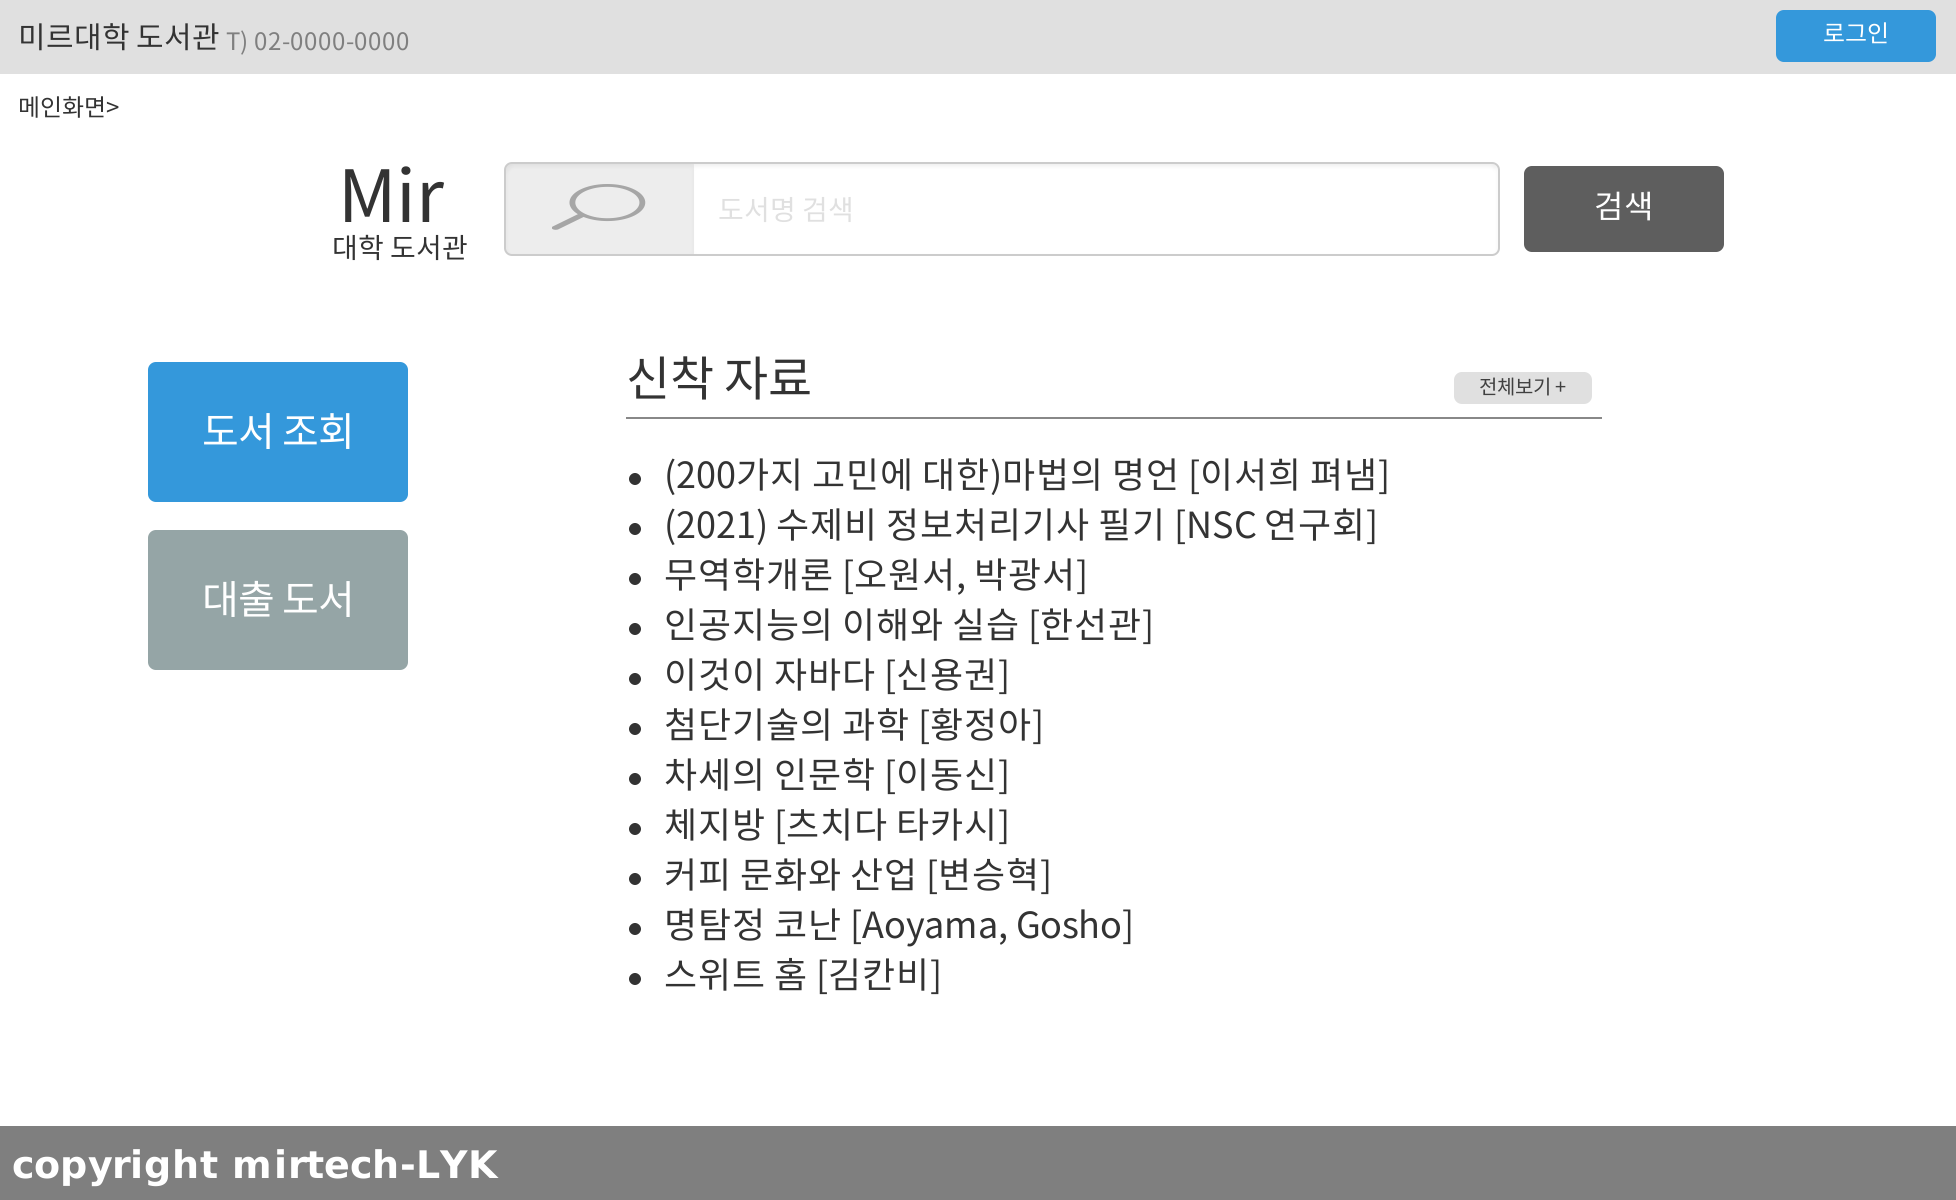 미르대학 도서관 T) 02-0000-0000
로그인
메인화면>
Mir
대학 도서관
도서명 검색
검색
도서 조회
대출 도서
신착 자료
전체보기 +
(200가지 고민에 대한)마법의 명언 [이서희 펴냄]
(2021) 수제비 정보처리기사 필기 [NSC 연구회]
무역학개론 [오원서, 박광서]
인공지능의 이해와 실습 [한선관]
이것이 자바다 [신용권]
첨단기술의 과학 [황정아]
차세의 인문학 [이동신]
체지방 [츠치다 타카시]
커피 문화와 산업 [변승혁]
명탐정 코난 [Aoyama, Gosho]
스위트 홈 [김칸비]
copyright mirtech-LYK